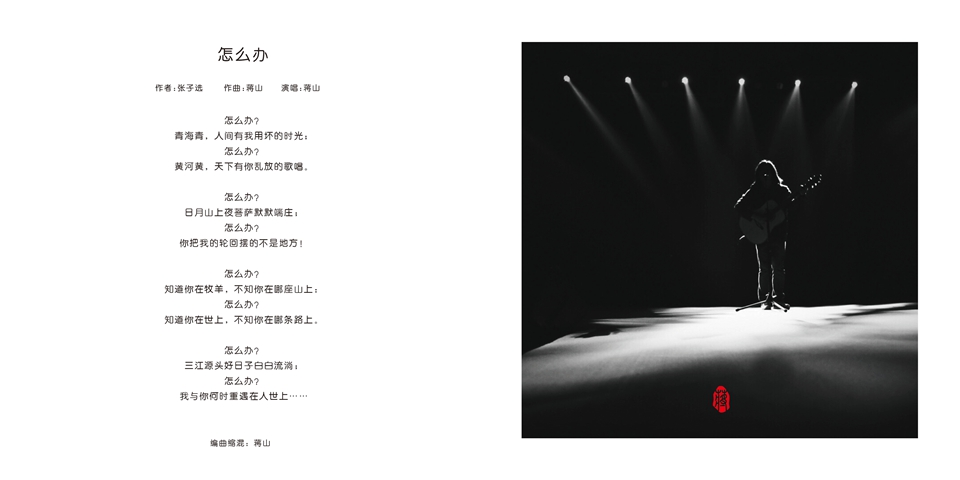 怎么办
作者:张子选 作曲:蒋山 演唱:蒋山
怎么办?
青海青，人间有我用坏的时光;
怎么办?
黄河黄，天下有你乱放的歌唱。
怎么办?
日月山上夜菩萨默默端庄;
怎么办?
你把我的轮回摆的不是地方!
怎么办?
知道你在牧羊，不知你在哪座山上;
怎么办?
知道你在世上，不知你在哪条路上。
怎么办?
三江源头好日子白白流淌;
怎么办?
我与你何时重遇在人世上……
编曲缩混: 蒋山